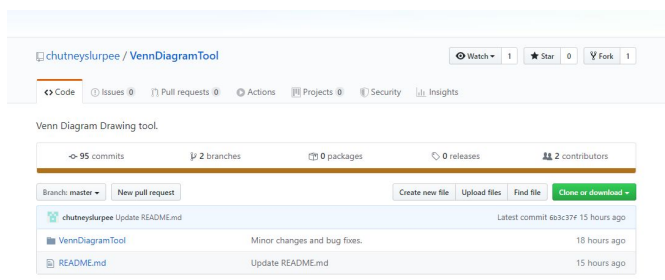 chutneyslurpee / VennDiagramTool
Watch 1 Star 0 Fork 1
Code Issues 0 Pull requests 0 Actions Projects 0 Security Insights
Venn Diagram Drawing tool.
95 commits 2 branches 0 packages 0 releases 2 contributors
Branch: master New pull request Create new file Upload files Find file Clone or download
chutneyslurpee Update README.md Latest commit 6b3c37f 15 hours ago
VennDiagramTool Minor changes and bug fixes. 18 hours ago
README.md Update README.md 15 hours ago